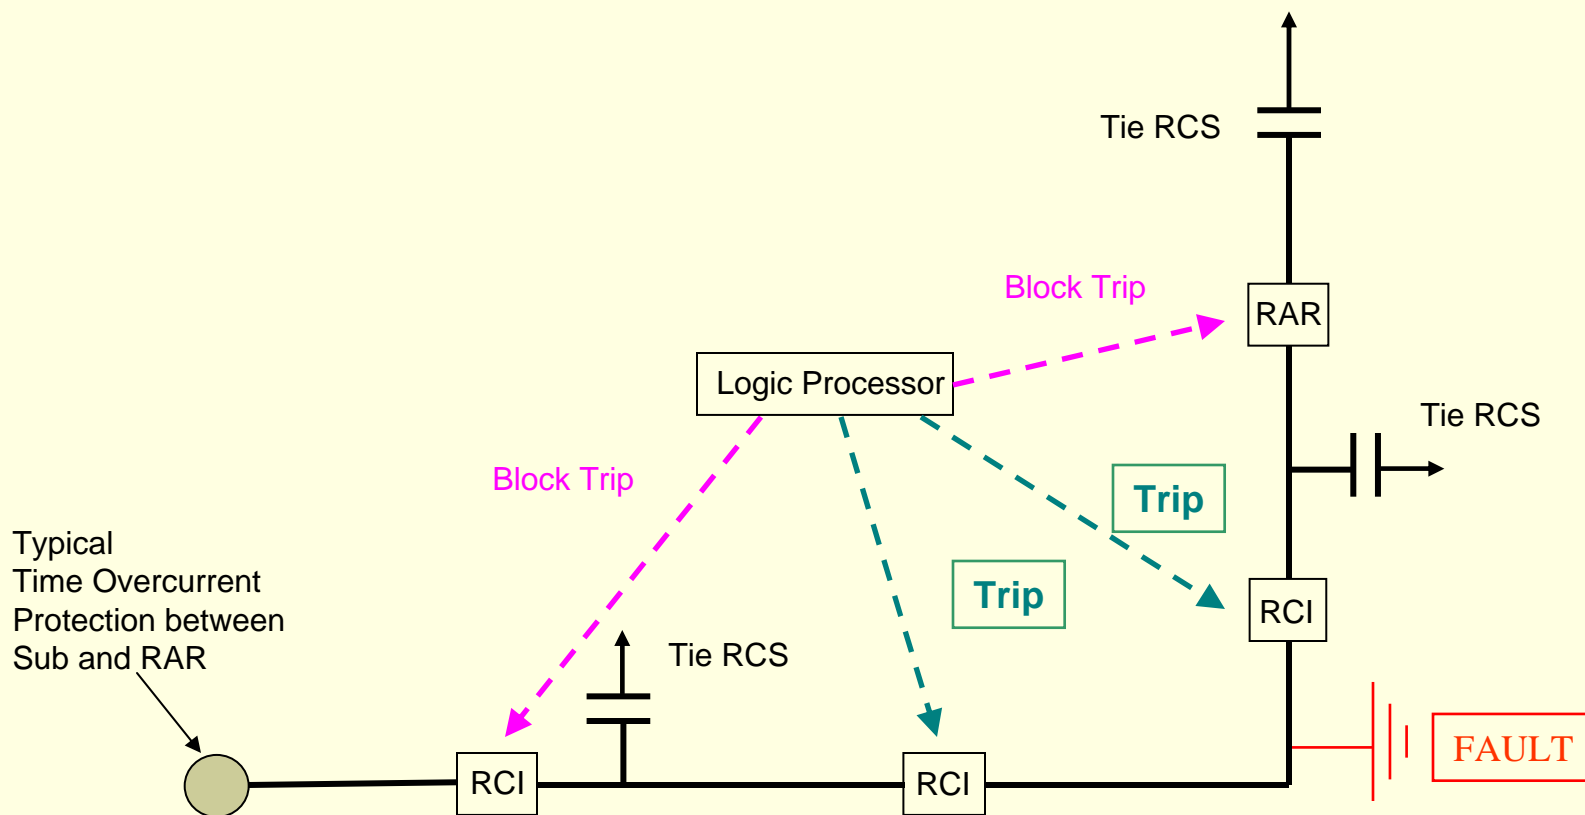 Tie RCS
Block Trip
RAR
Logic Processor
Tie RCS
Block Trip
Trip
Typical
Time Overcurrent
Protection between
Sub and RAR
Trip
RCI
Tie RCS
FAULT
RCI
RCI